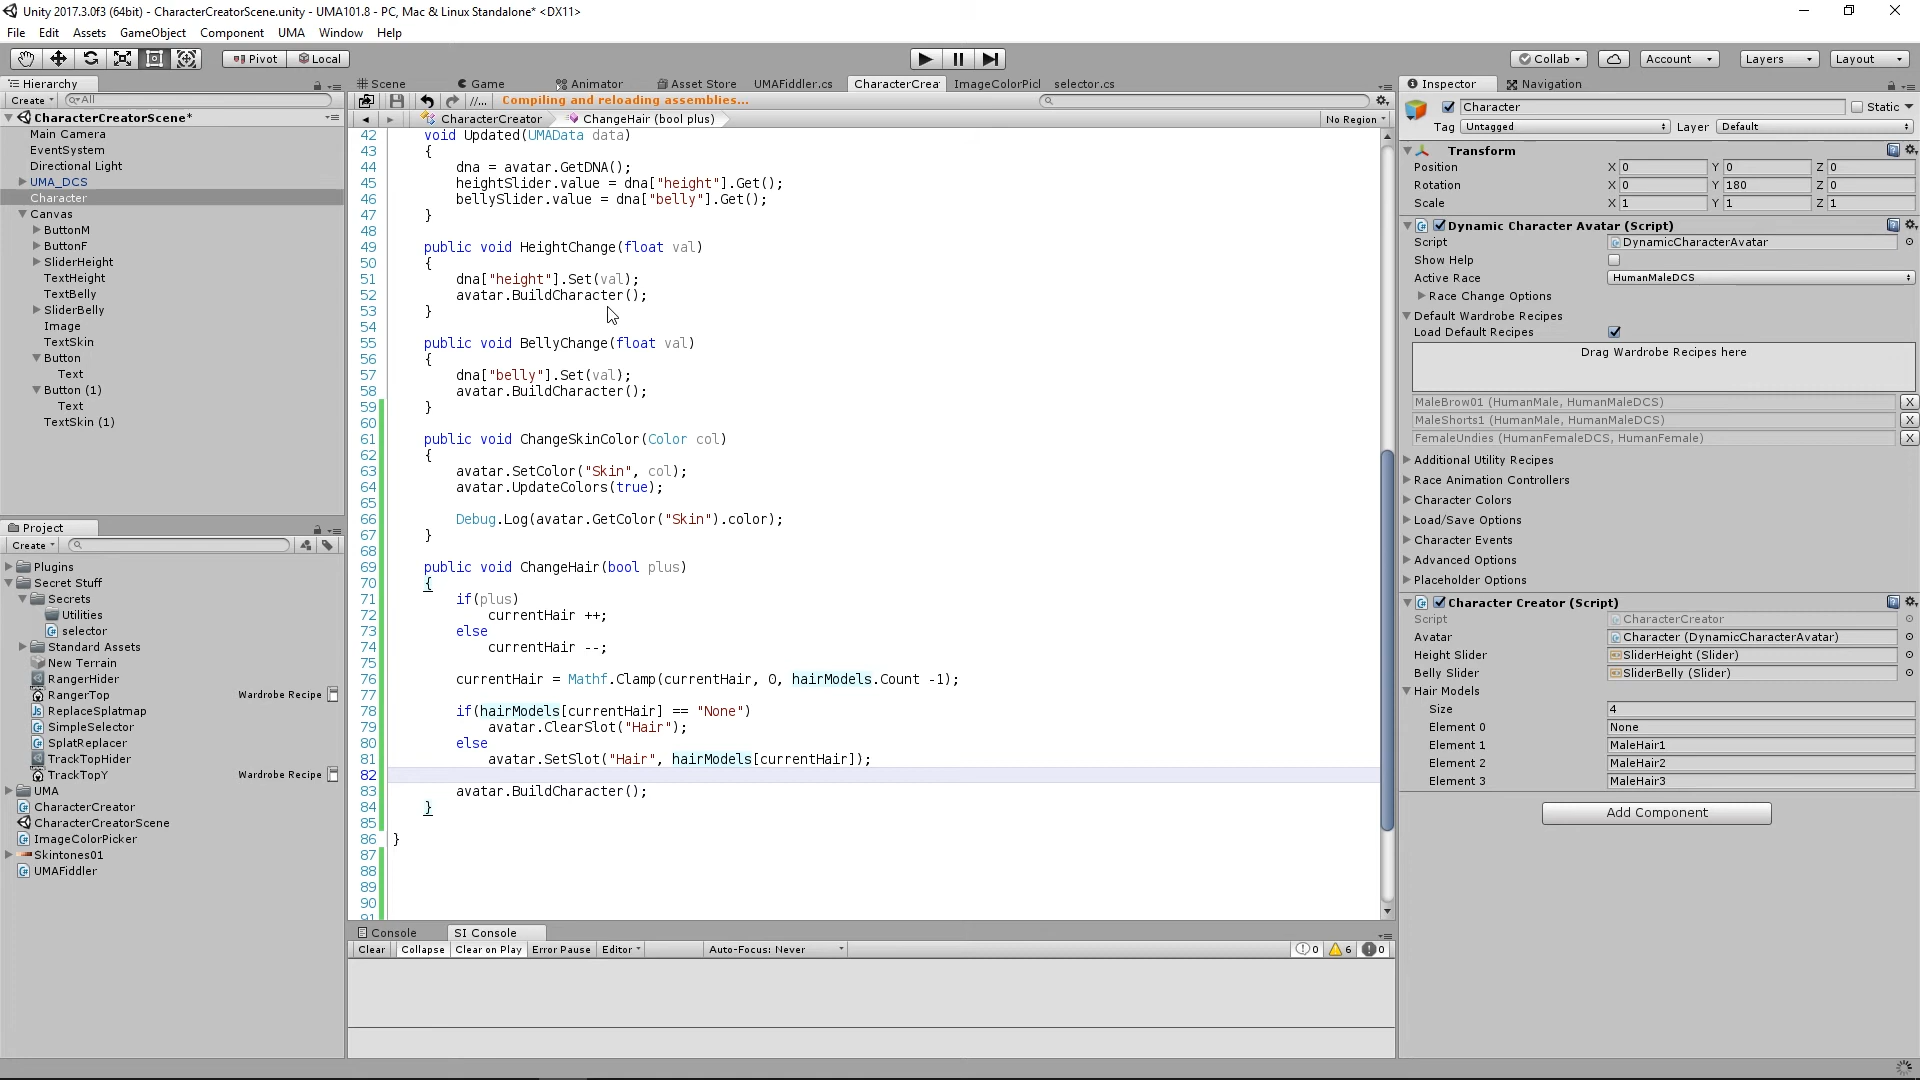 Unity 2017.3.0f3 (64bit) - CharacterCreatorScene.unity - UMA101.8 - PC, Mac & Linux Standalone* <DX11>
File Edit Assets GameObject Component UMA Window Help
Pivot Local Collab Account Layers Layout
Hierarchy
Create All
CharacterCreatorScene*
Main Camera
EventSystem
Directional Light
UMA_DCS
Character
Canvas
ButtonM
ButtonF
SliderHeight
TextHeight
TextBelly
SliderBelly
Image
TextSkin
Button
Text
Button (1)
Text
TextSkin (1)
Project
Create
Plugins
Secret Stuff
Secrets
Utilities
selector
Standard Assets
New Terrain
RangerHider
RangerTop Wardrobe Recipe
ReplaceSplatmap
SimpleSelector
SplatReplacer
TrackTopHider
TrackTopY Wardrobe Recipe
UMA
CharacterCreator
CharacterCreatorScene
ImageColorPicker
Skintones01
UMAFiddler
Scene Game Animator Asset Store UMAFiddler.cs CharacterCrear ImageColorPicl selector.cs
//... Compiling and reloading assemblies...
CharacterCreator ChangeHair (bool plus) No Region
42 void Updated(UMAData data)
43 {
44 dna = avatar.GetDNA();
45 heightSlider.value = dna["height"].Get();
46 bellySlider.value = dna["belly"].Get();
47 }
48
49 public void HeightChange(float val)
50 {
51 dna["height"].Set(val);
52 avatar.BuildCharacter();
53 }
54
55 public void BellyChange(float val)
56 {
57 dna["belly"].Set(val);
58 avatar.BuildCharacter();
59 }
60
61 public void ChangeSkinColor(Color col)
62 {
63 avatar.SetColor("Skin", col);
64 avatar.UpdateColors(true);
65
66 Debug.Log(avatar.GetColor("Skin").color);
67 }
68
69 public void ChangeHair(bool plus)
70 {
71 if(plus)
72 currentHair ++;
73 else
74 currentHair --;
75
76 currentHair = Mathf.Clamp(currentHair, 0, hairModels.Count -1);
77
78 if(hairModels[currentHair] == "None")
79 avatar.ClearSlot("Hair");
80 else
81 avatar.SetSlot("Hair", hairModels[currentHair]);
82
83 avatar.BuildCharacter();
84 }
85
86 }
87
88
89
90
91
Console SI Console
Clear Collapse Clear on Play Error Pause Editor Auto-Focus: Never 0 6 0
Inspector Navigation
Character Static
Tag Untagged Layer Default
Transform
Position X 0 Y 0 Z 0
Rotation X 0 Y 180 Z 0
Scale X 1 Y 1 Z 1
Dynamic Character Avatar (Script)
Script DynamicCharacterAvatar
Show Help
Active Race HumanMaleDCS
Race Change Options
Default Wardrobe Recipes
Load Default Recipes
Drag Wardrobe Recipes here
MaleBrow01 (HumanMale, HumanMaleDCS) X
MaleShorts1 (HumanMale, HumanMaleDCS) X
FemaleUndies (HumanFemaleDCS, HumanFemale) X
Additional Utility Recipes
Race Animation Controllers
Character Colors
Load/Save Options
Character Events
Advanced Options
Placeholder Options
Character Creator (Script)
Script CharacterCreator
Avatar Character (DynamicCharacterAvatar)
Height Slider SliderHeight (Slider)
Belly Slider SliderBelly (Slider)
Hair Models
Size 4
Element 0 None
Element 1 MaleHair1
Element 2 MaleHair2
Element 3 MaleHair3
Add Component